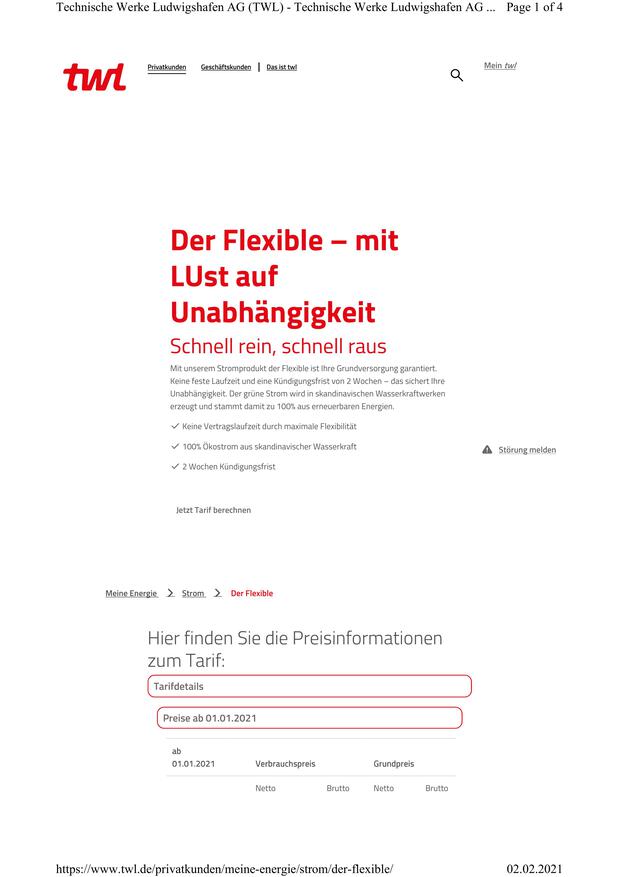 Technische Werke Ludwigshafen AG (TWL) - Technische Werke Ludwigshafen AG ... Page 1 of 4
twl
Privatkunden Geschäftskunden | Das ist twl
Mein twl
Der Flexible – mit
LUst auf
Unabhängigkeit
Schnell rein, schnell raus
Mit unserem Stromprodukt der Flexible ist Ihre Grundversorgung garantiert.
Keine feste Laufzeit und eine Kündigungsfrist von 2 Wochen – das sichert Ihre
Unabhängigkeit. Der grüne Strom wird in skandinavischen Wasserkraftwerken
erzeugt und stammt damit zu 100% aus erneuerbaren Energien.
Keine Vertragslaufzeit durch maximale Flexibilität
100% Ökostrom aus skandinavischer Wasserkraft
Störung melden
2 Wochen Kündigungsfrist
Jetzt Tarif berechnen
Meine Energie Strom Der Flexible
Hier finden Sie die Preisinformationen
zum Tarif:
Tarifdetails
Preise ab 01.01.2021
ab
01.01.2021 Verbrauchspreis Grundpreis
Netto Brutto Netto Brutto
https://www.twl.de/privatkunden/meine-energie/strom/der-flexible/ 02.02.2021